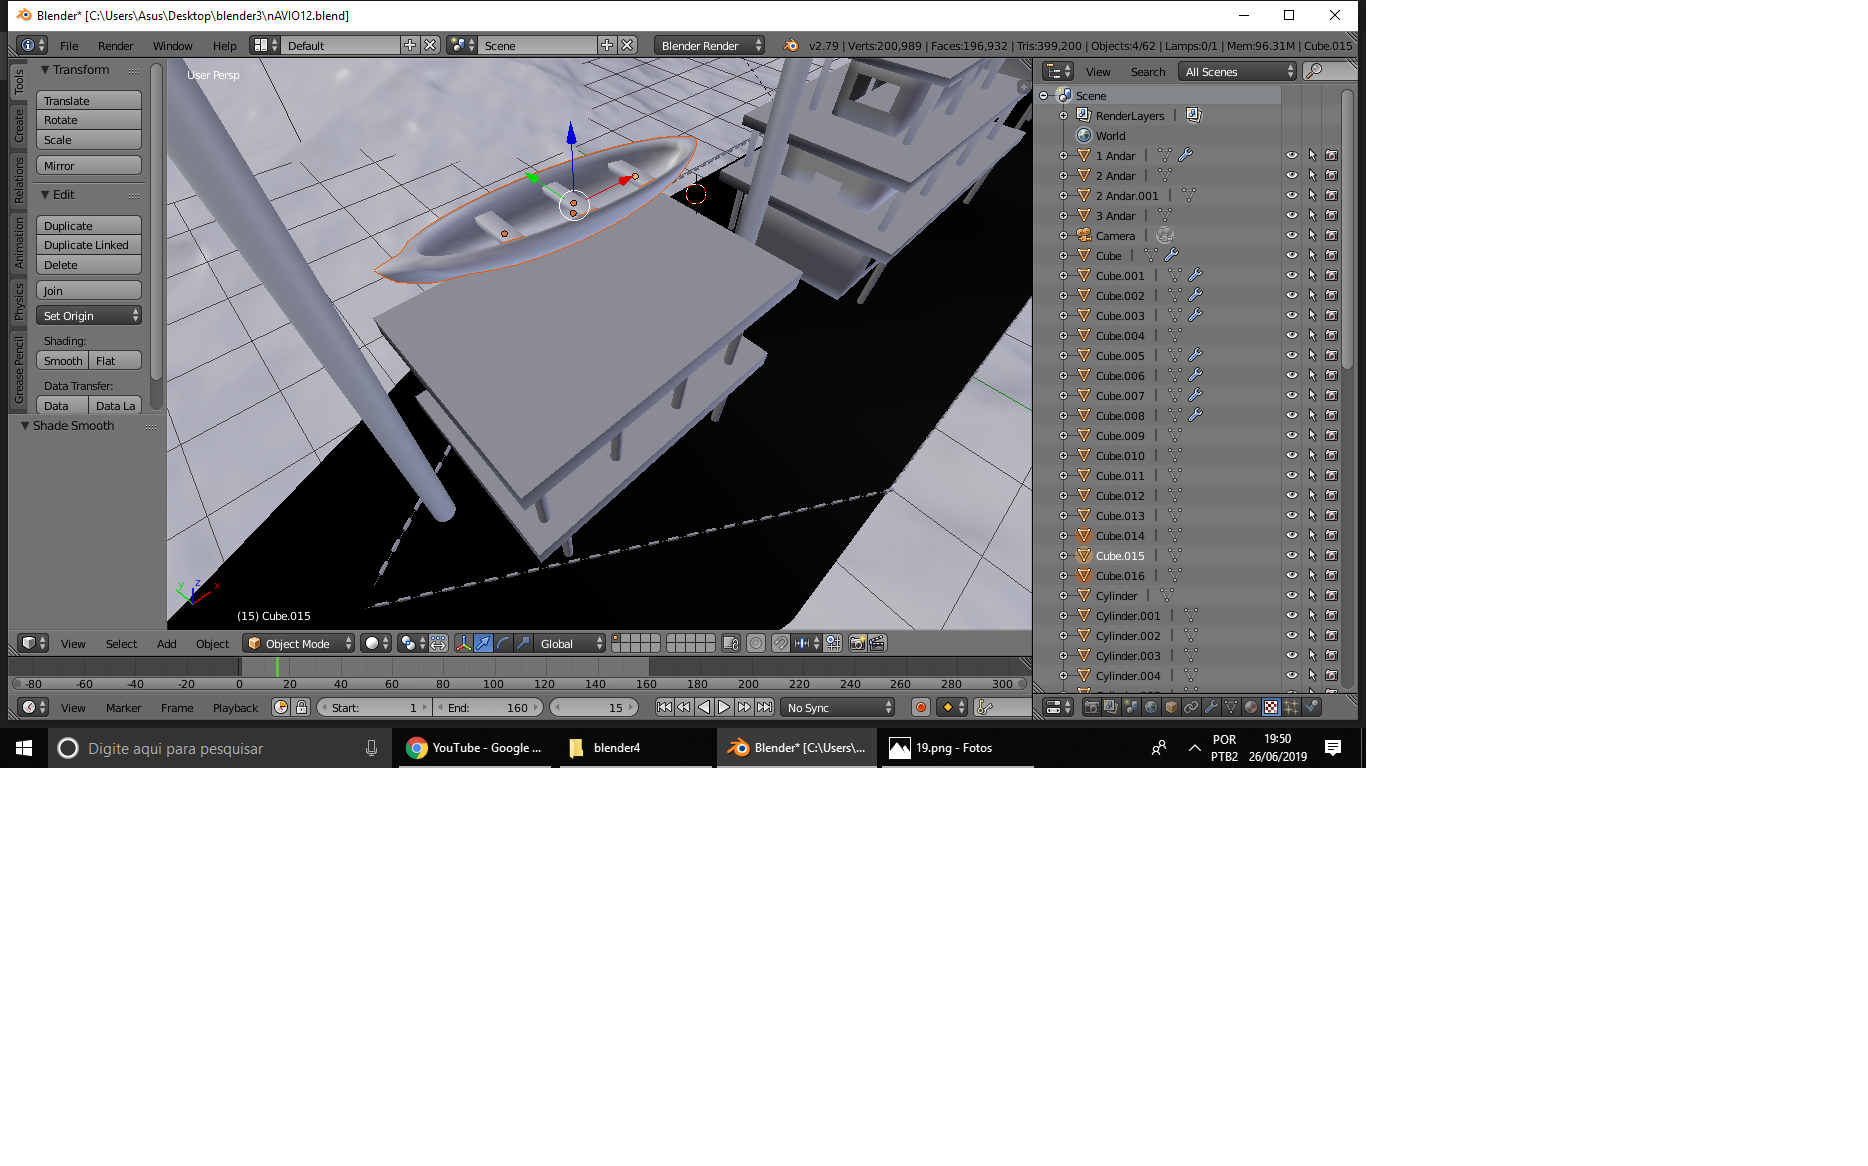 Blender* [C:\Users\Asus\Desktop\blender3\nAVIO12.blend]
File Render Window Help Default Scene Blender Render v2.79 | Verts:200,989 | Faces:196,932 | Tris:399,200 | Objects:4/62 | Lamps:0/1 | Mem:96.31M | Cube.015
Tools
Create
Relations
Animation
Physics
Grease Pencil
Transform
Translate
Rotate
Scale
Mirror
Edit
Duplicate
Duplicate Linked
Delete
Join
Set Origin
Shading:
Smooth Flat
Data Transfer:
Data Data La
Shade Smooth
User Persp
z
y x
(15) Cube.015
View Select Add Object Object Mode Global
-80 -60 -40 -20 0 20 40 60 80 100 120 140 160 180 200 220 240 260 280 300
View Marker Frame Playback Start: 1 End: 160 15 No Sync
View Search All Scenes
Scene
RenderLayers |
World
1 Andar |
2 Andar |
2 Andar.001 |
3 Andar |
Camera |
Cube |
Cube.001 |
Cube.002 |
Cube.003 |
Cube.004 |
Cube.005 |
Cube.006 |
Cube.007 |
Cube.008 |
Cube.009 |
Cube.010 |
Cube.011 |
Cube.012 |
Cube.013 |
Cube.014 |
Cube.015 |
Cube.016 |
Cylinder |
Cylinder.001 |
Cylinder.002 |
Cylinder.003 |
Cylinder.004 |
Digite aqui para pesquisar
YouTube - Google ...
blender4
Blender* [C:\Users\...
19.png - Fotos
POR
PTB2
19:50
26/06/2019